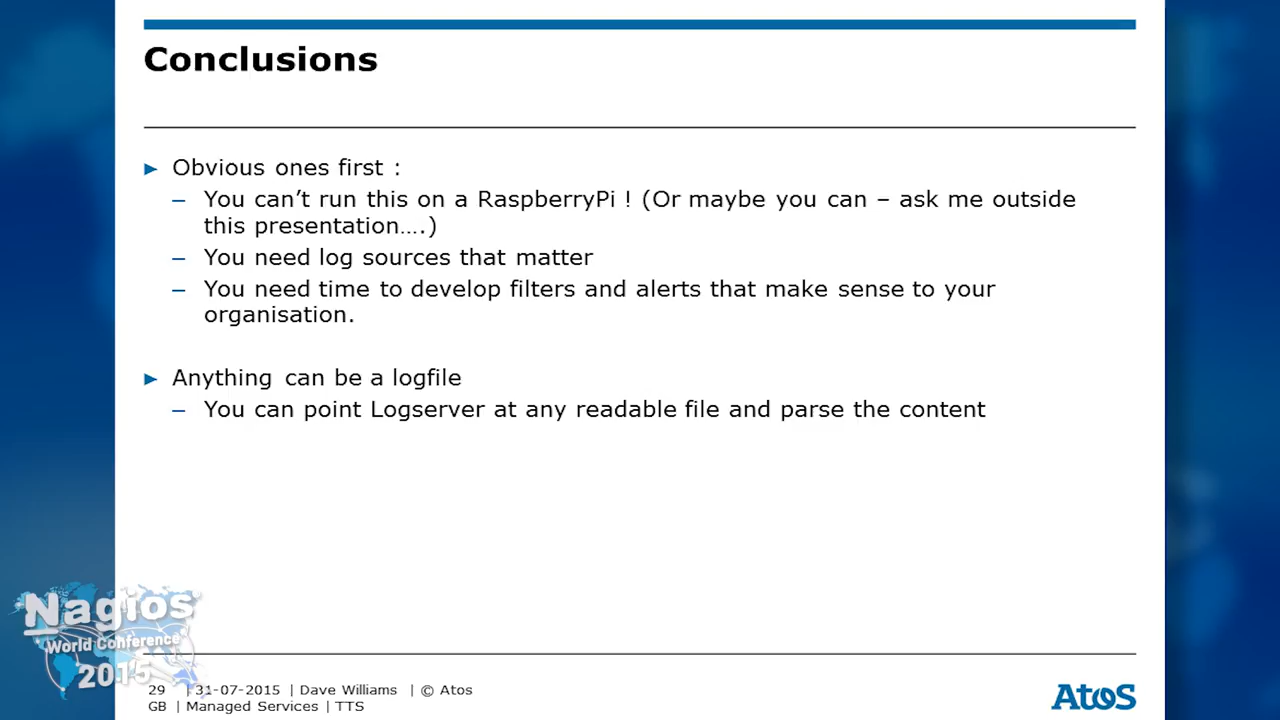 Conclusions
► Obvious ones first :
– You can’t run this on a RaspberryPi ! (Or maybe you can – ask me outside
this presentation….)
– You need log sources that matter
– You need time to develop filters and alerts that make sense to your
organisation.
► Anything can be a logfile
– You can point Logserver at any readable file and parse the content
Nagios
World Conference
2015
29 | 31-07-2015 | Dave Williams | © Atos
GB | Managed Services | TTS
Atos